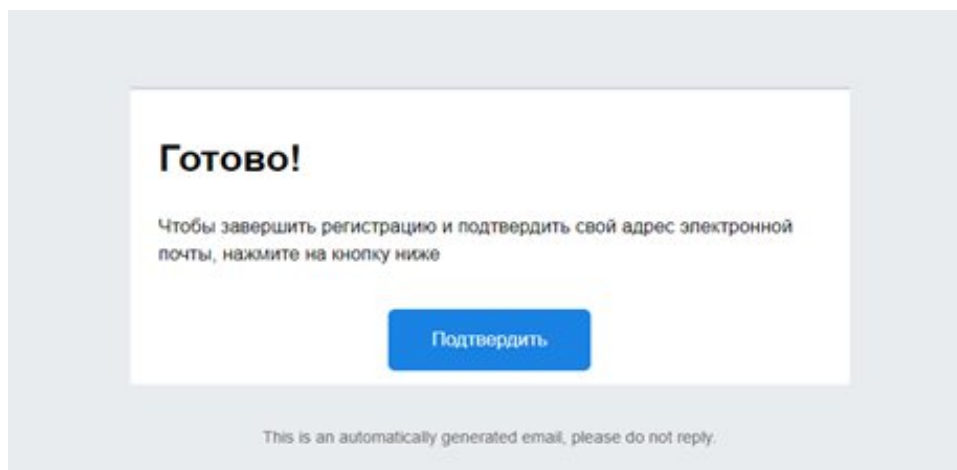 Готово!
Чтобы завершить регистрацию и подтвердить свой адрес электронной
почты, нажмите на кнопку ниже
Подтвердить
This is an automatically generated email, please do not reply.